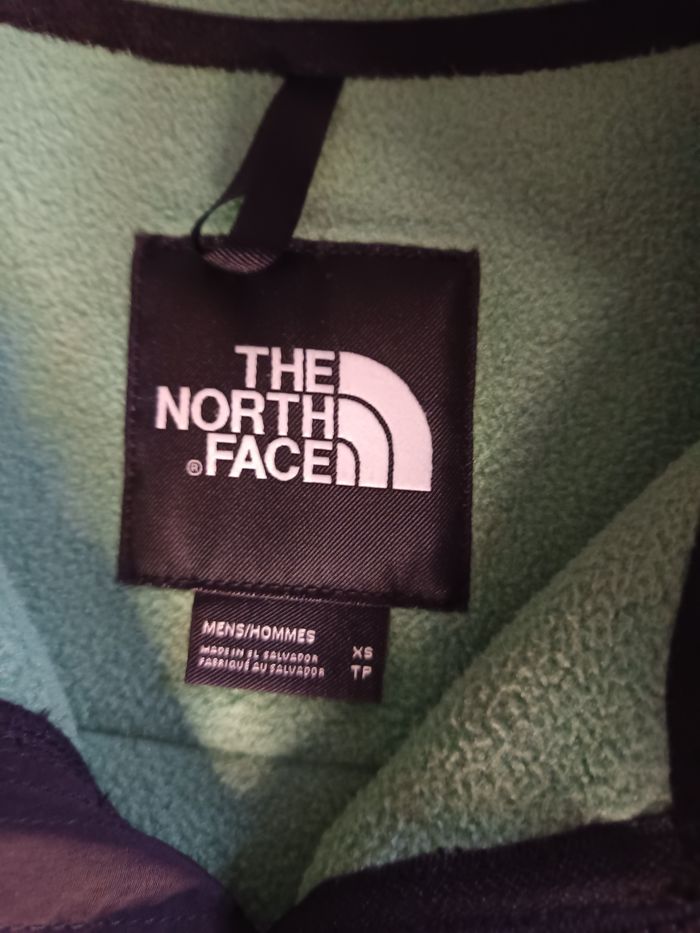 THE
NORTH
® FACE
MENS/HOMMES
MADE IN EL SALVADOR XS
FABRIQUÉ AU SALVADOR TP